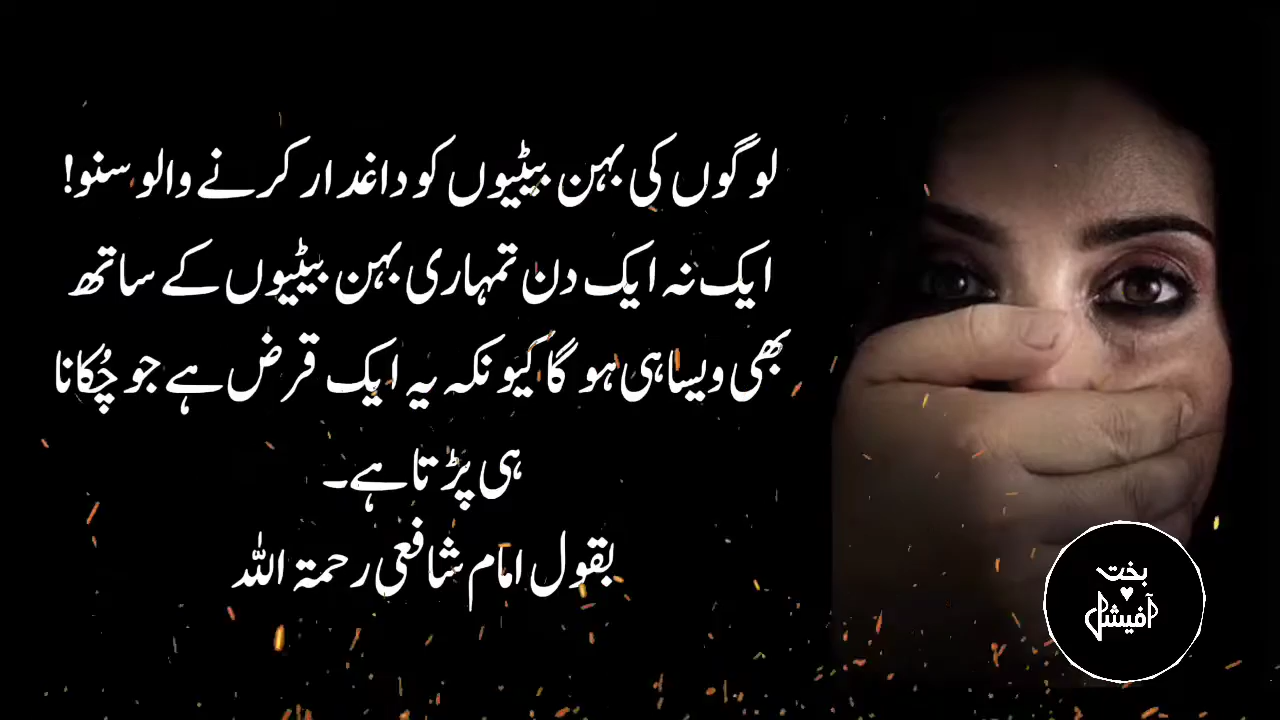 لوگوں کی بہن بیٹیوں کو داغدار کرنے والو سنو!
ایک نہ ایک دن تمہاری بہن بیٹیوں کے ساتھ
بھی ویسا ہی ہو گا کیونکہ یہ ایک قرض ہے جو چُکانا
ہی پڑتا ہے۔
بقول امام شافعی رحمۃ اللہ
بخت
آفیشل